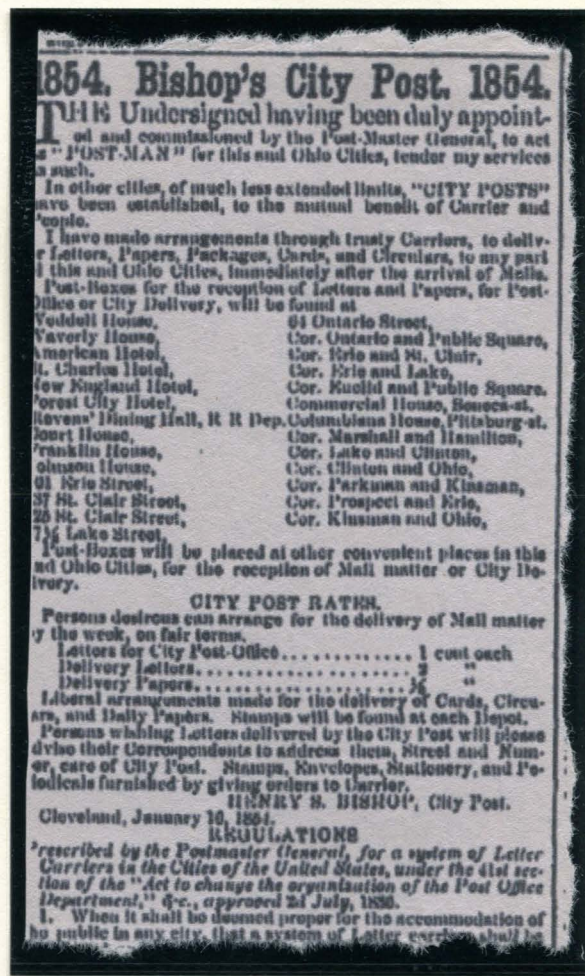 1854. Bishop's City Post. 1854.
THE Undersigned having been duly appoint-
ed and commissioned by the Post-Master General, to act
s "POST-MAN" for this and Ohio Cities, tender my services
s such.
In other cities, of much less extended limits, "CITY POSTS"
ave been established, to the mutual benefit of Carrier and
'eople.
I have made arrangements through trusty Carriers, to deliv-
r Letters, Papers, Packages, Cards, and Circulars, to any part
f this and Ohio Cities, immediately after the arrival of Mails.
Post-Boxes for the reception of Letters and Papers, for Post-
Office or City Delivery, will be found at
Weddell House, 61 Ontario Street,
Waverly House, Cor. Ontario and Public Square,
American Hotel, Cor. Erie and St. Clair,
St. Charles Hotel, Cor. Erie and Lake,
New England Hotel, Cor. Euclid and Public Square.
Forest City Hotel, Commercial House, Seneca-st.
Stevens' Dining Hall, R R Dep. Columbiana House, Pittsburg-st.
Court House, Cor. Marshall and Hamilton,
Franklin House, Cor. Lake and Clinton,
Johnson House, Cor. Clinton and Ohio,
01 Erie Street, Cor. Parkman and Kinsman,
37 St. Clair Street, Cor. Prospect and Erie,
25 St. Clair Street, Cor. Kinsman and Ohio,
7½ Lake Street,
Post-Boxes will be placed at other convenient places in this
nd Ohio Cities, for the reception of Mail matter or City De-
livery.
CITY POST RATES.
Persons desirous can arrange for the delivery of Mail matter
y the week, on fair terms.
Letters for City Post-Office.............. 1 cent each
Delivery Letters........................ 2 "
Delivery Papers......................... ½ "
Liberal arrangements made for the delivery of Cards, Circu-
ars, and Daily Papers. Stamps will be found at each Depot.
Persons wishing Letters delivered by the City Post will please
dvise their Correspondents to address them, Street and Num-
er, care of City Post. Stamps, Envelopes, Stationery, and Pe-
iodicals furnished by giving orders to Carrier.
HENRY S. BISHOP, City Post.
Cleveland, January 10, 1854.
REGULATIONS
Prescribed by the Postmaster General, for a system of Letter
Carriers in the Cities of the United States, under the 41st sec-
tion of the "Act to change the organization of the Post Office
Department," &c., approved 2d July, 1836.
1. When it shall be deemed proper for the accommodation of
he public in any city, that a system of Letter carriers shall be